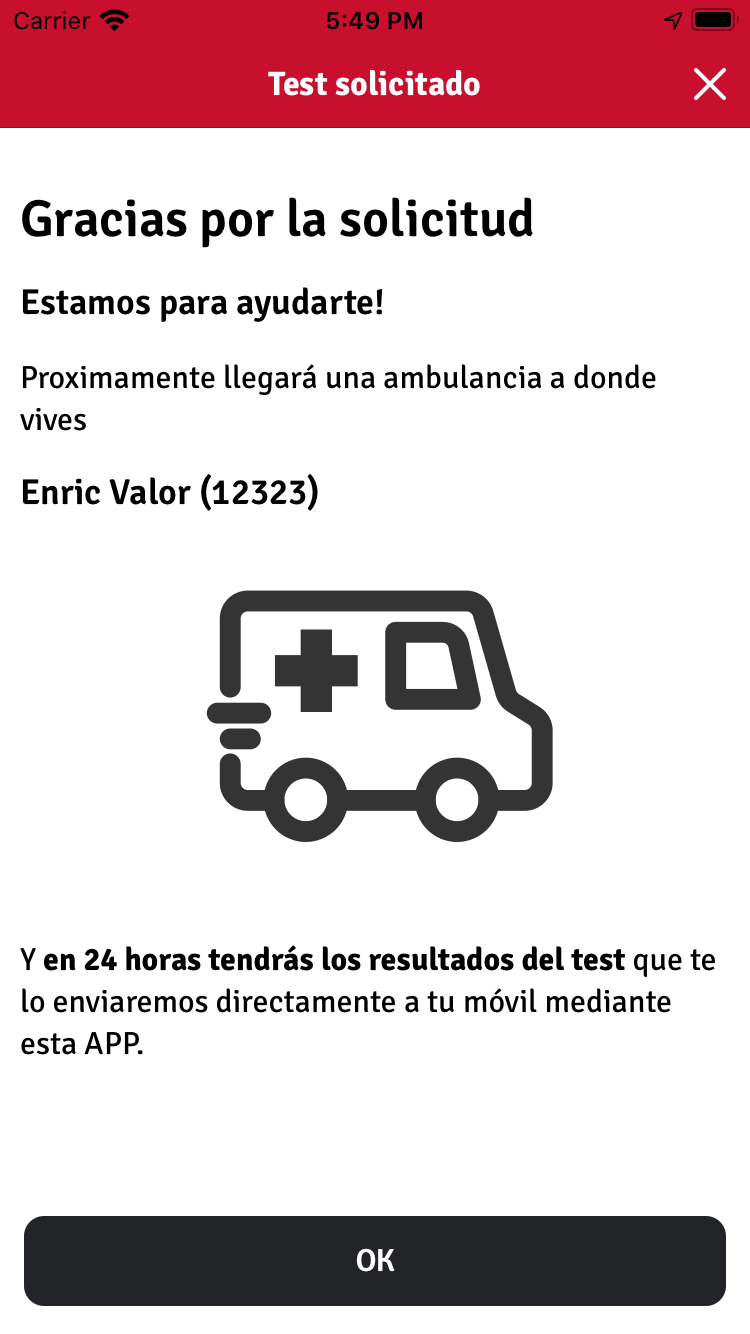 Carrier 5:49 PM
Test solicitado
Gracias por la solicitud
Estamos para ayudarte!
Proximamente llegará una ambulancia a donde
vives
Enric Valor (12323)
Y en 24 horas tendrás los resultados del test que te
lo enviaremos directamente a tu móvil mediante
esta APP.
OK